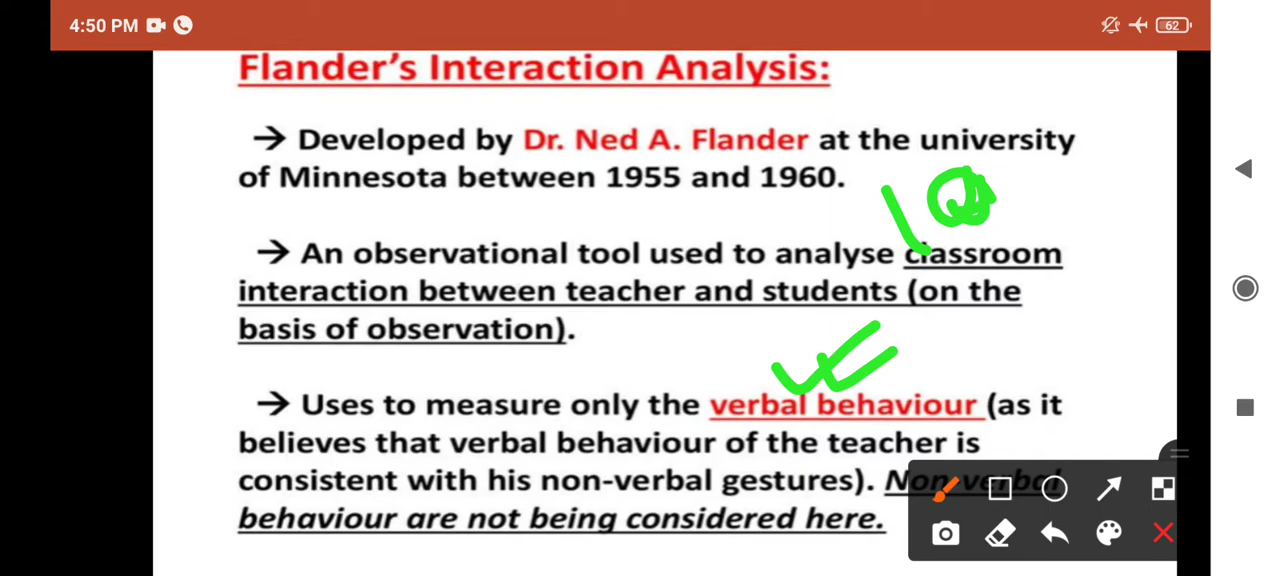 4:50 PM
62
Flander's Interaction Analysis:
→ Developed by Dr. Ned A. Flander at the university
of Minnesota between 1955 and 1960.
→ An observational tool used to analyse classroom
interaction between teacher and students (on the
basis of observation).
→ Uses to measure only the verbal behaviour (as it
believes that verbal behaviour of the teacher is
consistent with his non-verbal gestures). Non verbal
behaviour are not being considered here.